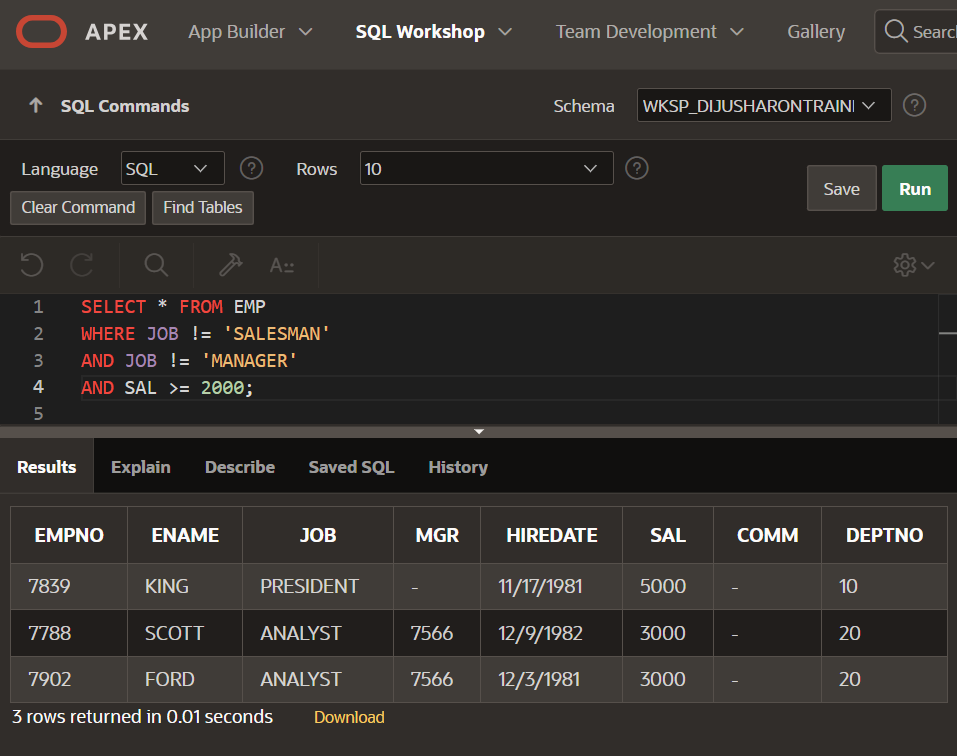 APEX App Builder SQL Workshop Team Development Gallery Search
SQL Commands Schema WKSP_DIJUSHARONTRAINI ?
Language SQL ? Rows 10 ? Save Run
Clear Command Find Tables
A::
1 SELECT * FROM EMP
2 WHERE JOB != 'SALESMAN'
3 AND JOB != 'MANAGER'
4 AND SAL >= 2000;
5
Results Explain Describe Saved SQL History
EMPNO ENAME JOB MGR HIREDATE SAL COMM DEPTNO
7839 KING PRESIDENT - 11/17/1981 5000 - 10
7788 SCOTT ANALYST 7566 12/9/1982 3000 - 20
7902 FORD ANALYST 7566 12/3/1981 3000 - 20
3 rows returned in 0.01 seconds Download